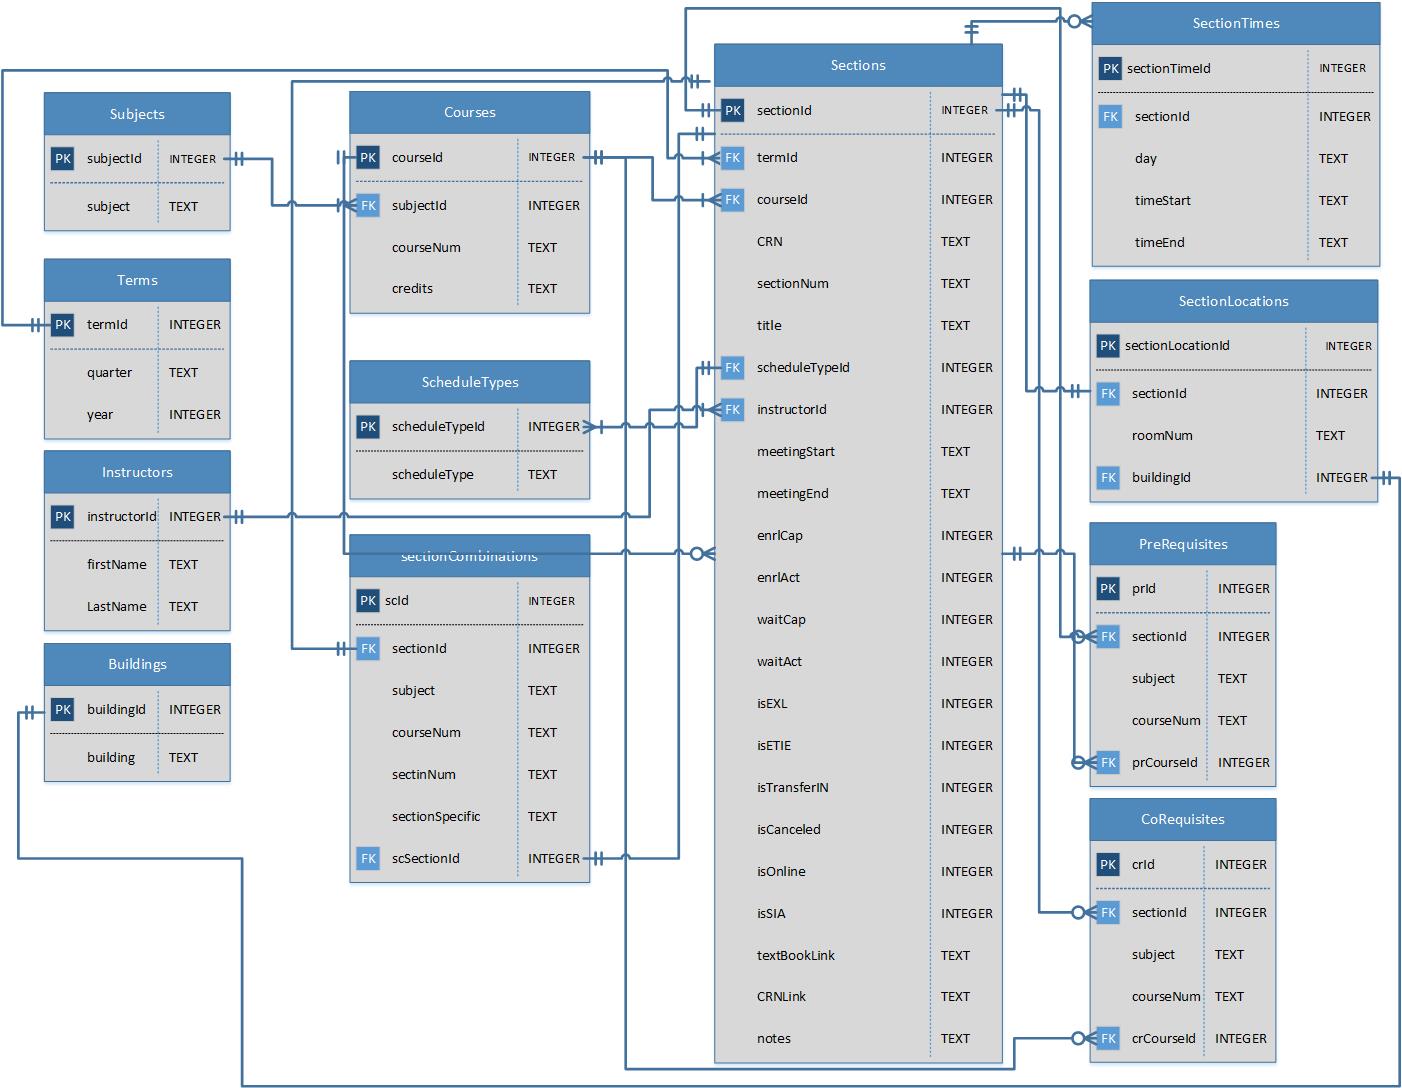 Subjects
PK subjectId INTEGER
subject TEXT
Terms
PK termId INTEGER
quarter TEXT
year INTEGER
Instructors
PK instructorId INTEGER
firstName TEXT
LastName TEXT
Buildings
PK buildingId INTEGER
building TEXT
Courses
PK courseId INTEGER
FK subjectId INTEGER
courseNum TEXT
credits TEXT
ScheduleTypes
PK scheduleTypeId INTEGER
scheduleType TEXT
sectionCombinations
PK scId INTEGER
FK sectionId INTEGER
subject TEXT
courseNum TEXT
sectinNum TEXT
sectionSpecific TEXT
FK scSectionId INTEGER
Sections
PK sectionId INTEGER
FK termId INTEGER
FK courseId INTEGER
CRN TEXT
sectionNum TEXT
title TEXT
FK scheduleTypeId INTEGER
FK instructorId INTEGER
meetingStart TEXT
meetingEnd TEXT
enrlCap INTEGER
enrlAct INTEGER
waitCap INTEGER
waitAct INTEGER
isEXL INTEGER
isETIE INTEGER
isTransferIN INTEGER
isCanceled INTEGER
isOnline INTEGER
isSIA INTEGER
textBookLink TEXT
CRNLink TEXT
notes TEXT
SectionTimes
PK sectionTimeId INTEGER
FK sectionId INTEGER
day TEXT
timeStart TEXT
timeEnd TEXT
SectionLocations
PK sectionLocationId INTEGER
FK sectionId INTEGER
roomNum TEXT
FK buildingId INTEGER
PreRequisites
PK prId INTEGER
FK sectionId INTEGER
subject TEXT
courseNum TEXT
FK prCourseId INTEGER
CoRequisites
PK crId INTEGER
FK sectionId INTEGER
subject TEXT
courseNum TEXT
FK crCourseId INTEGER